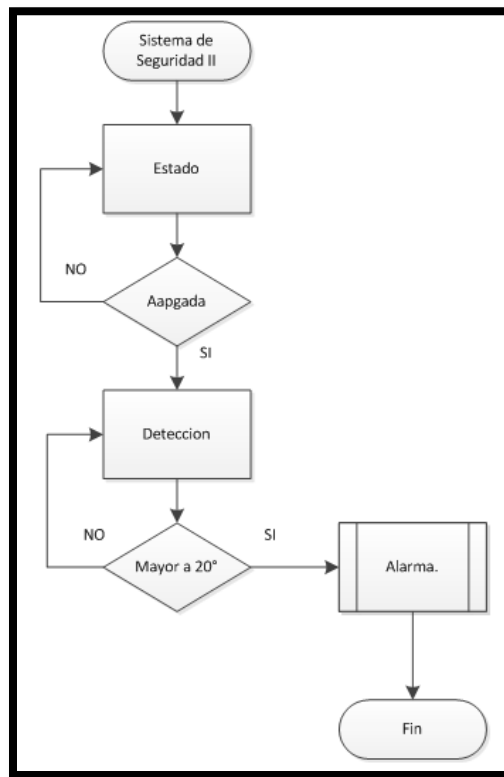 Sistema de
Seguridad II
Estado
NO
Aapgada
SI
Deteccion
NO
Mayor a 20°
SI
Alarma.
Fin